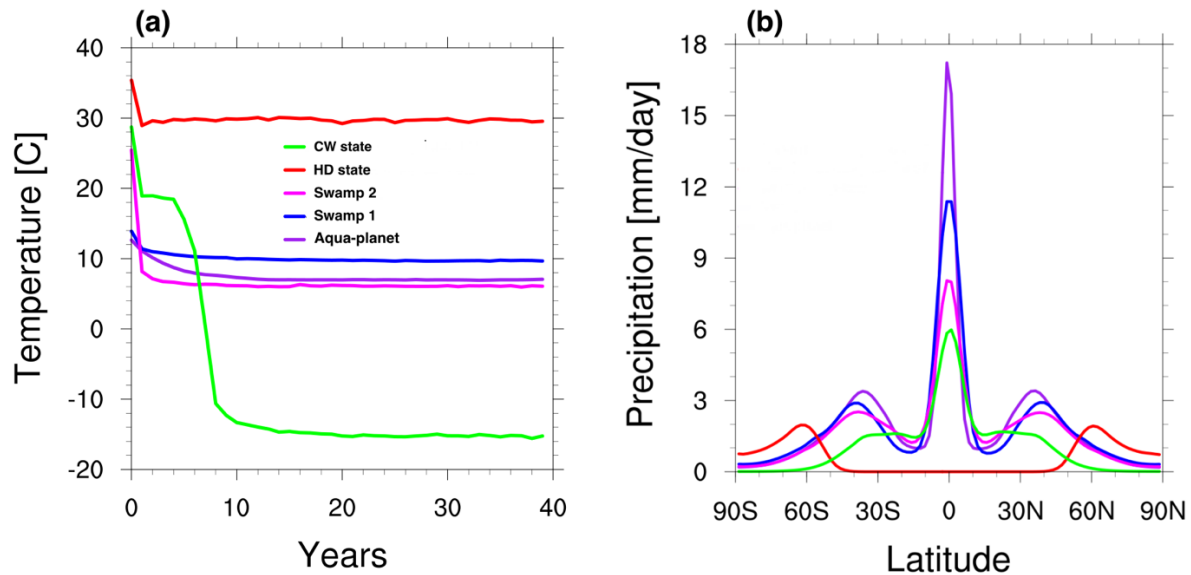 (a)
40
30
20
10
0
-10
-20
Temperature [C]
CW state
HD state
Swamp 2
Swamp 1
Aqua-planet
0 10 20 30 40
Years
(b)
18
15
12
9
6
3
0
Precipitation [mm/day]
90S 60S 30S 0 30N 60N 90N
Latitude